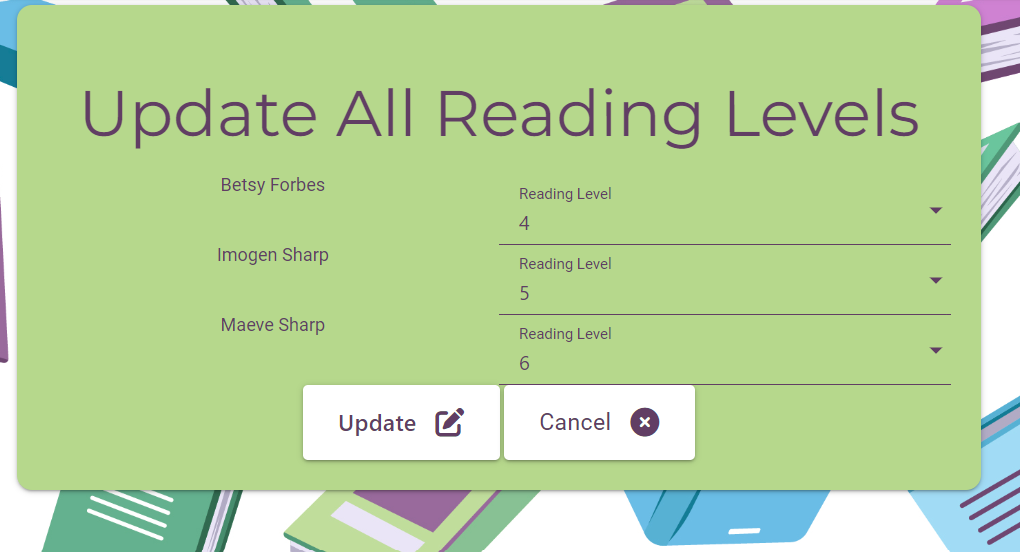 Update All Reading Levels
Betsy Forbes
Reading Level
4
Imogen Sharp
Reading Level
5
Maeve Sharp
Reading Level
6
Update
Cancel